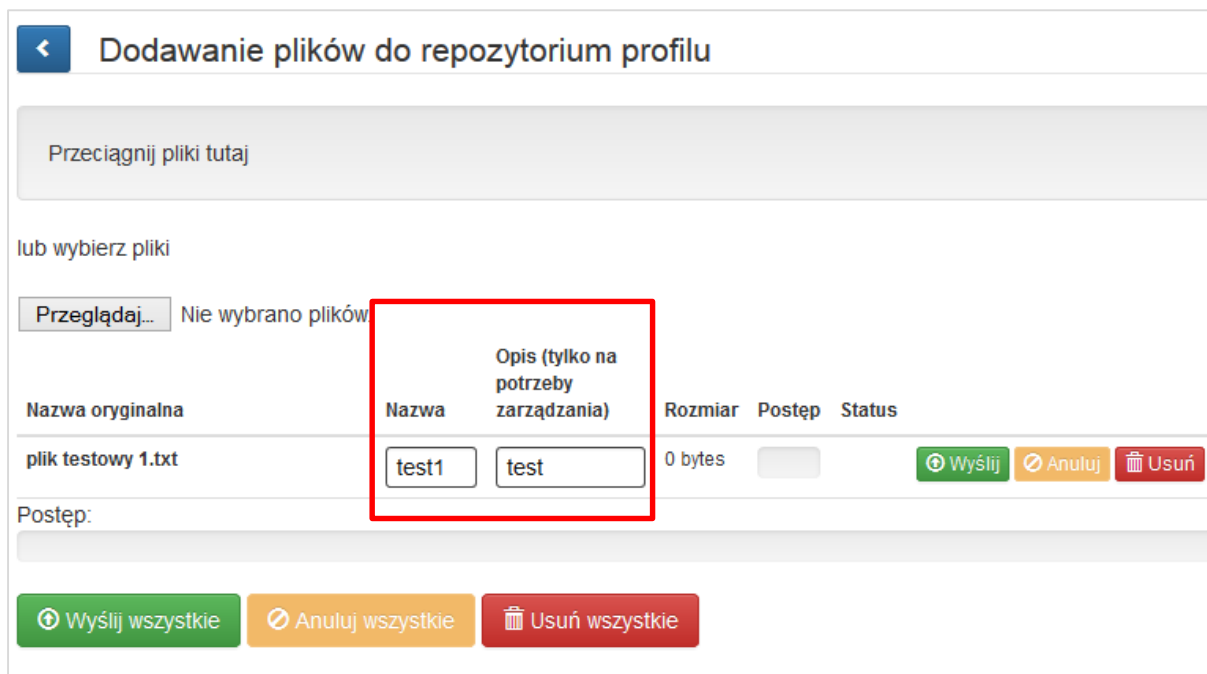 Dodawanie plików do repozytorium profilu
Przeciągnij pliki tutaj
lub wybierz pliki
Przeglądaj... Nie wybrano plików.
Nazwa oryginalna Nazwa Opis (tylko na potrzeby zarządzania) Rozmiar Postęp Status
plik testowy 1.txt test1 test 0 bytes Wyślij Anuluj Usuń
Postęp:
Wyślij wszystkie Anuluj wszystkie Usuń wszystkie